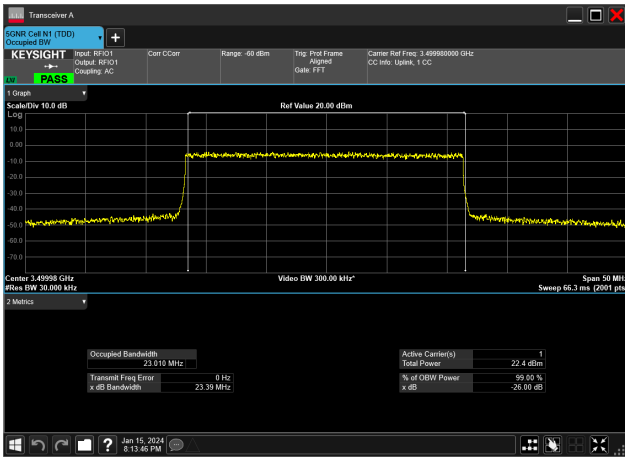 Transceiver A
5GNR Cell N1 (TDD)
Occupied BW
KEYSIGHT
LNI
PASS
Input: RFIO1
Output: RFIO1
Coupling: AC
Corr CCorr
Range: -60 dBm
Trig: Prot Frame
Aligned
Gate: FFT
Carrier Ref Freq: 3.499980000 GHz
CC Info: Uplink, 1 CC
1 Graph
Scale/Div 10.0 dB
Ref Value 20.00 dBm
Log
10.0
0.00
-10.0
-20.0
-30.0
-40.0
-50.0
-60.0
-70.0
Center 3.49998 GHz
Video BW 300.00 kHz*
Span 50 MHz
#Res BW 30.000 kHz
Sweep 66.3 ms (2001 pts
2 Metrics
Occupied Bandwidth
23.010 MHz
Transmit Freq Error 0 Hz
x dB Bandwidth 23.39 MHz
Active Carrier(s) 1
Total Power 22.4 dBm
% of OBW Power 99.00 %
x dB -26.00 dB
Jan 15, 2024
8:13:46 PM